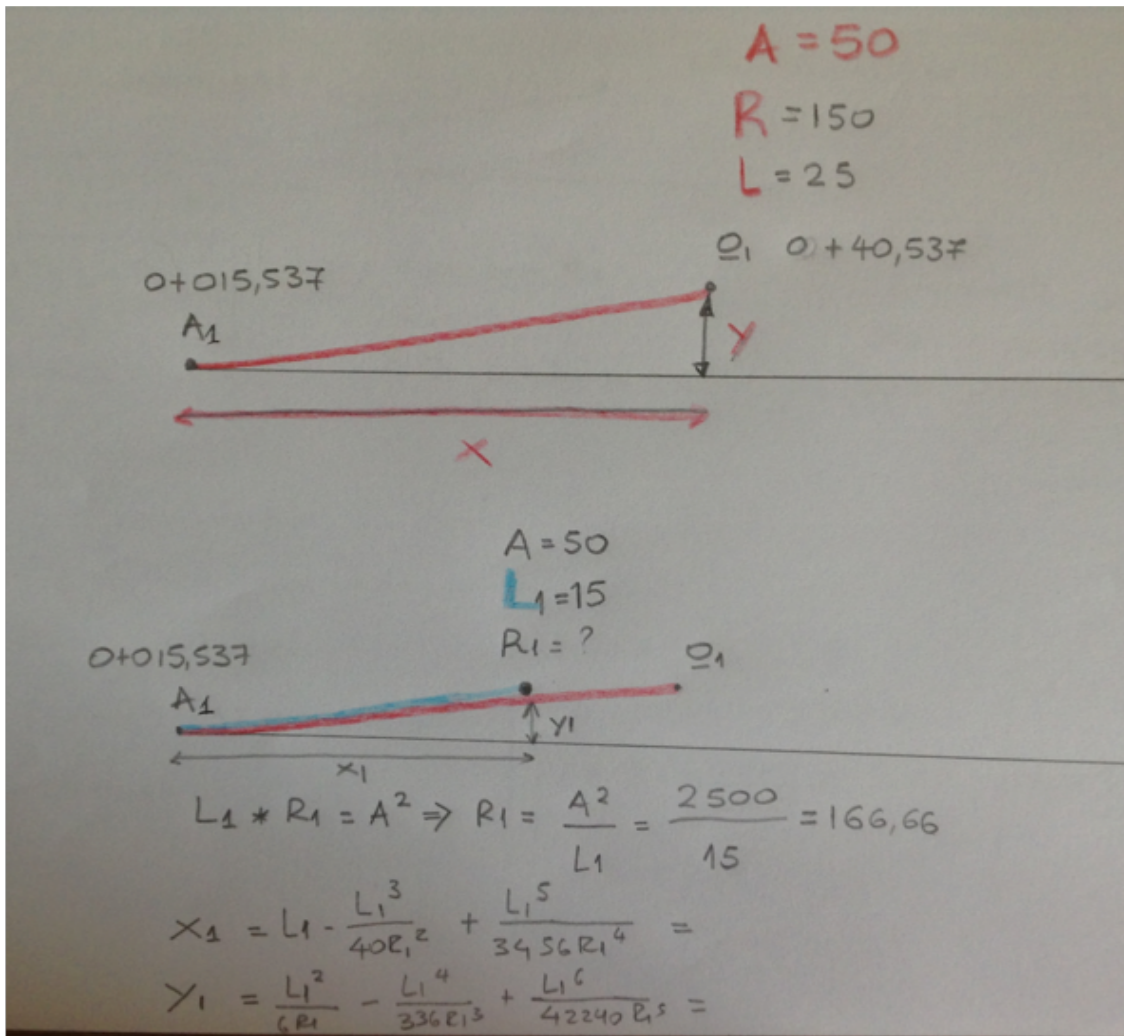 A = 50
R = 150
L = 25
O1 0+40,537
0+015,537
A1
Y
X
A = 50
L1 = 15
R1 = ?
O1
0+015,537
A1
Y1
X1
L1 * R1 = A² ⇒ R1 = A²/L1 = 2500/15 = 166,66
X1 = L1 - L1³/40R1² + L1⁵/3456R1⁴ =
Y1 = L1²/6R1 - L1⁴/336R1³ + L1⁶/42240R1⁵ =